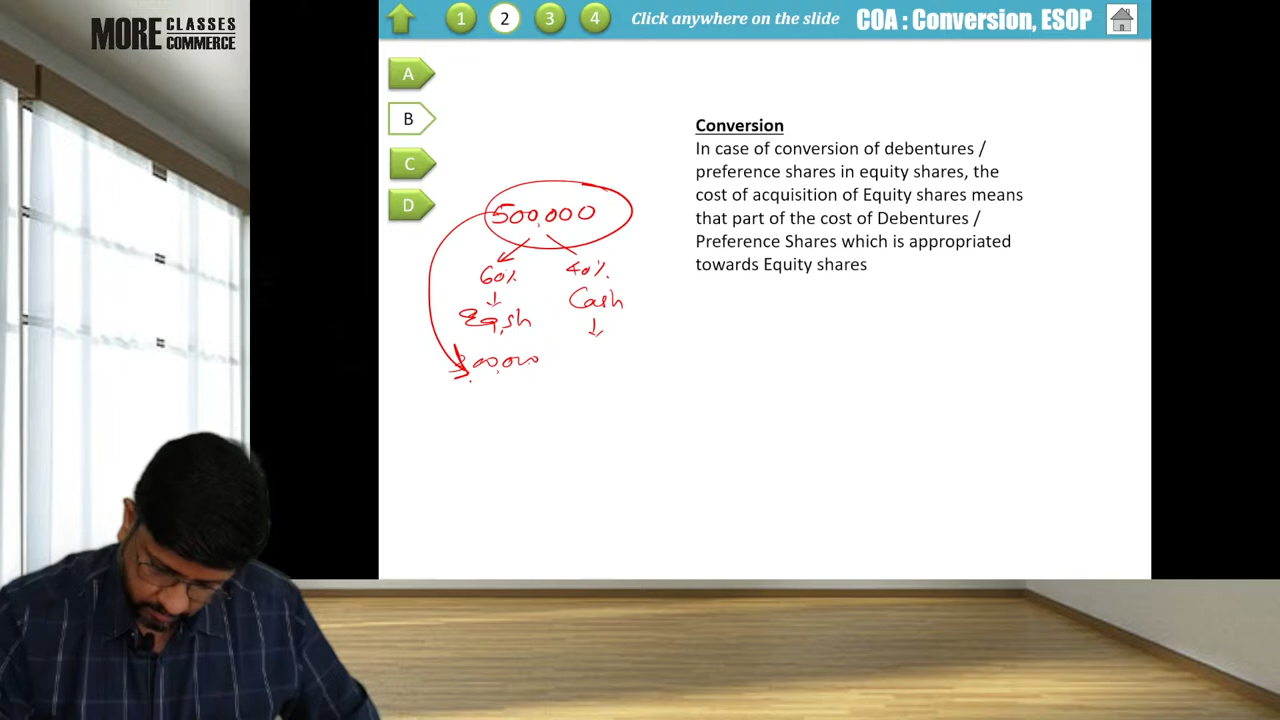 MORE CLASSES COMMERCE
1 2 3 4 Click anywhere on the slide COA : Conversion, ESOP
A
B
C
D
Conversion
In case of conversion of debentures /
preference shares in equity shares, the
cost of acquisition of Equity shares means
that part of the cost of Debentures /
Preference Shares which is appropriated
towards Equity shares
500,000
60% 40%
Eq.sh Cash